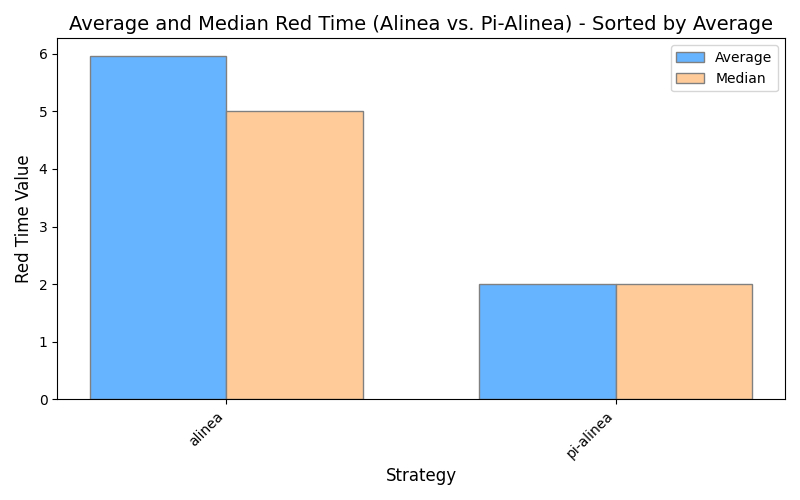 Average and Median Red Time (Alinea vs. Pi-Alinea) - Sorted by Average
Average
Median
Red Time Value
6
5
4
3
2
1
0
alinea
pi-alinea
Strategy